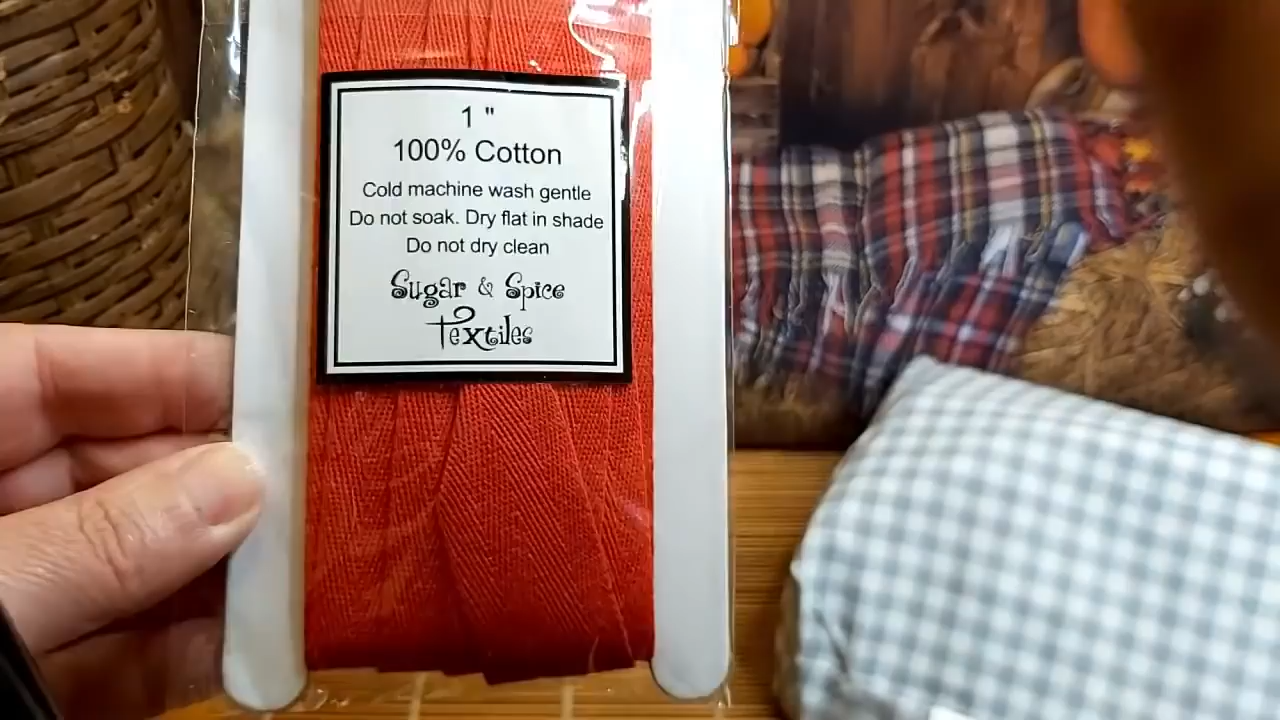 1 "
100% Cotton
Cold machine wash gentle
Do not soak. Dry flat in shade
Do not dry clean
Sugar & Spice
Textiles